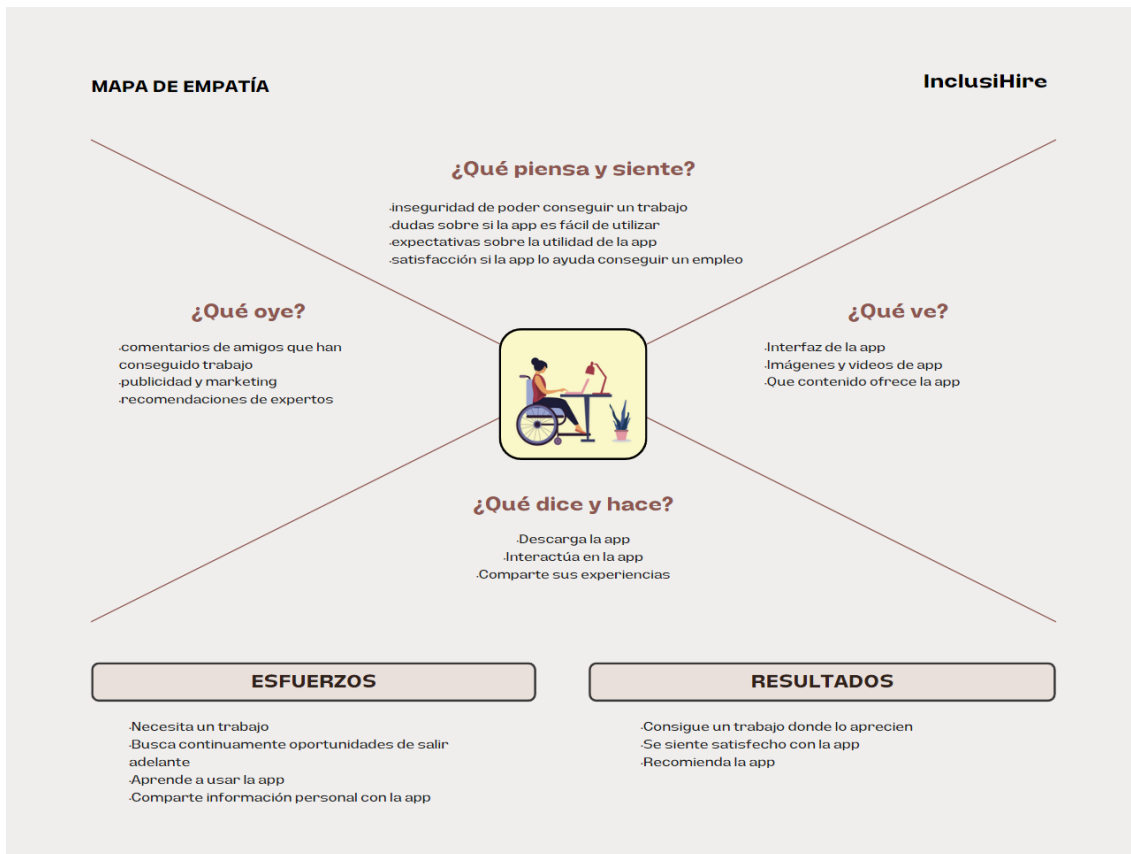 MAPA DE EMPATÍA
InclusiHire
¿Qué piensa y siente?
.inseguridad de poder conseguir un trabajo
.dudas sobre si la app es fácil de utilizar
.expectativas sobre la utilidad de la app
.satisfacción si la app lo ayuda conseguir un empleo
¿Qué oye?
.comentarios de amigos que han
conseguido trabajo
.publicidad y marketing
.recomendaciones de expertos
¿Qué ve?
.Interfaz de la app
.Imágenes y videos de app
.Que contenido ofrece la app
¿Qué dice y hace?
.Descarga la app
.Interactúa en la app
.Comparte sus experiencias
ESFUERZOS
.Necesita un trabajo
.Busca continuamente oportunidades de salir
adelante
.Aprende a usar la app
.Comparte información personal con la app
RESULTADOS
.Consigue un trabajo donde lo aprecien
.Se siente satisfecho con la app
.Recomienda la app